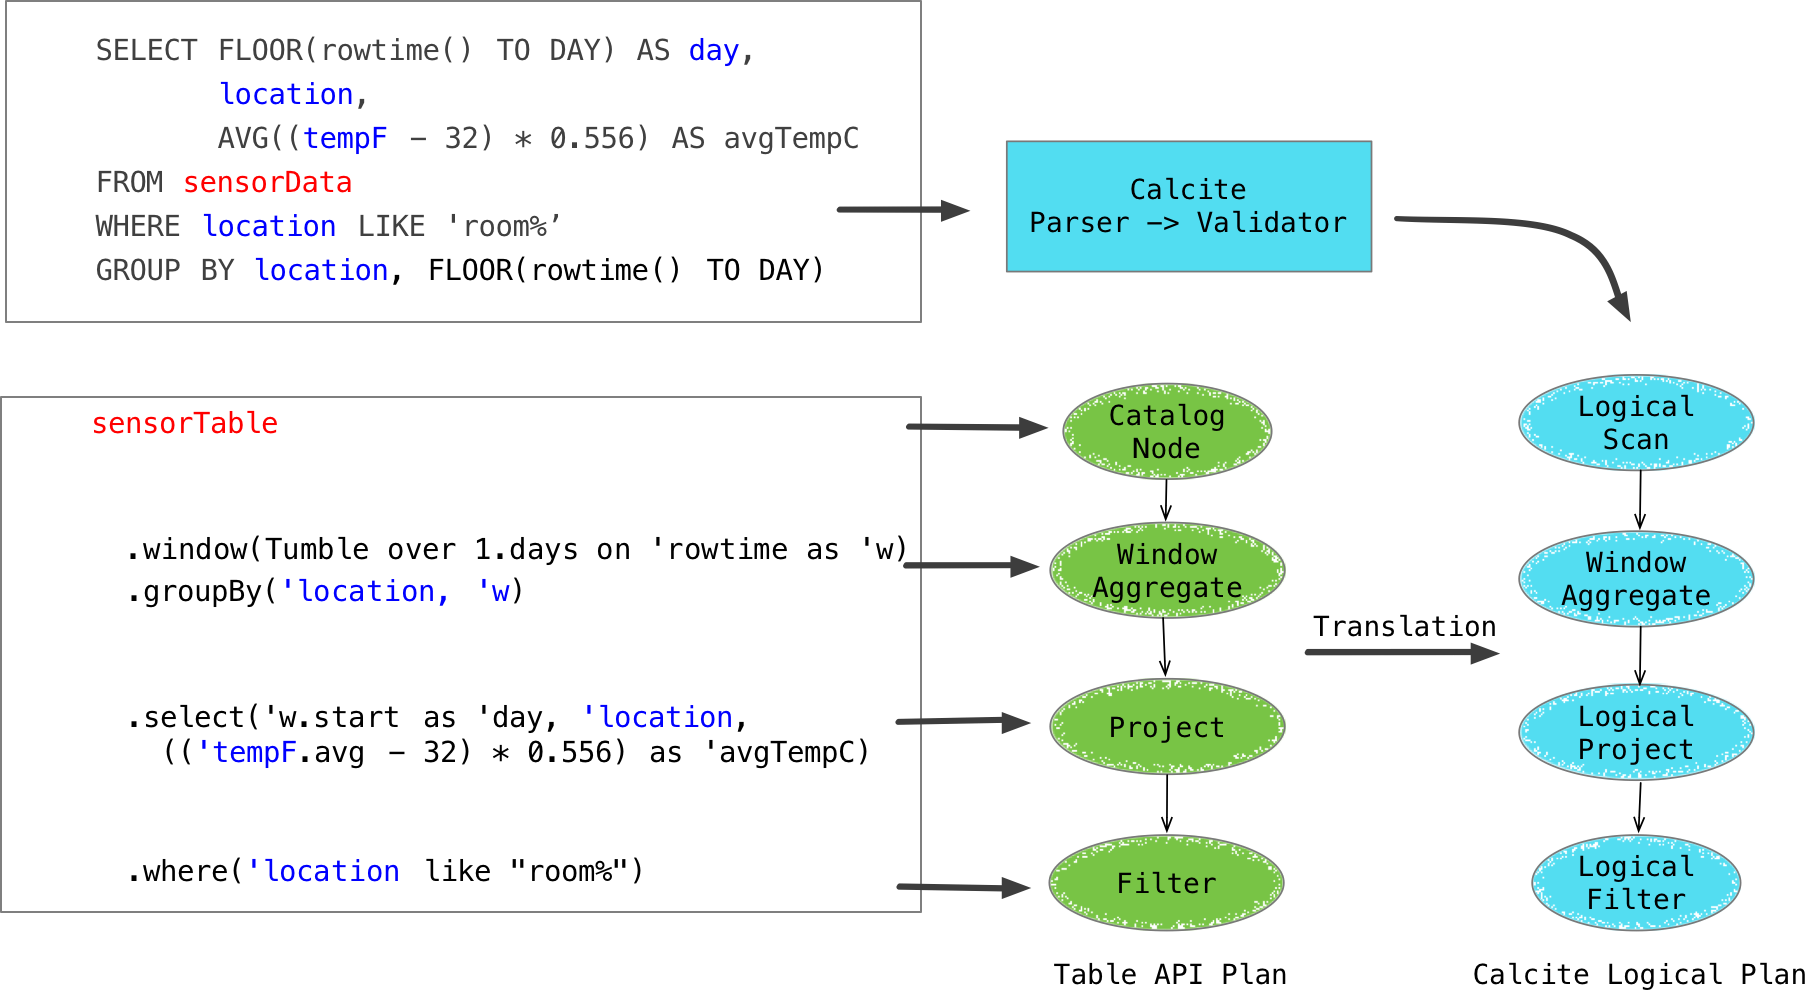 SELECT FLOOR(rowtime() TO DAY) AS day,
location,
AVG((tempF - 32) * 0.556) AS avgTempC
FROM sensorData
WHERE location LIKE 'room%’
GROUP BY location, FLOOR(rowtime() TO DAY)
Calcite
Parser -> Validator
sensorTable
.window(Tumble over 1.days on 'rowtime as 'w)
.groupBy('location, 'w)
.select('w.start as 'day, 'location,
(('tempF.avg - 32) * 0.556) as 'avgTempC)
.where('location like "room%")
Catalog
Node
Window
Aggregate
Project
Filter
Table API Plan
Translation
Logical
Scan
Window
Aggregate
Logical
Project
Logical
Filter
Calcite Logical Plan